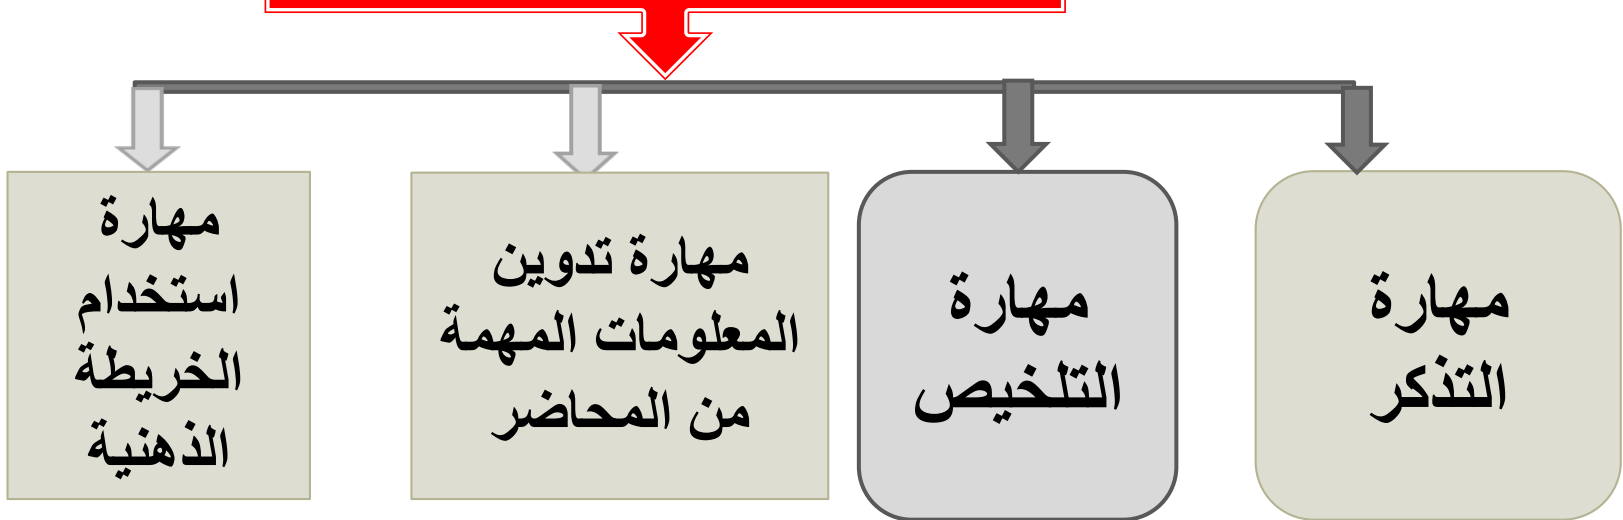 مهارة
التذكر
مهارة
التلخيص
مهارة تدوين
المعلومات المهمة
من المحاضر
مهارة
استخدام
الخريطة
الذهنية